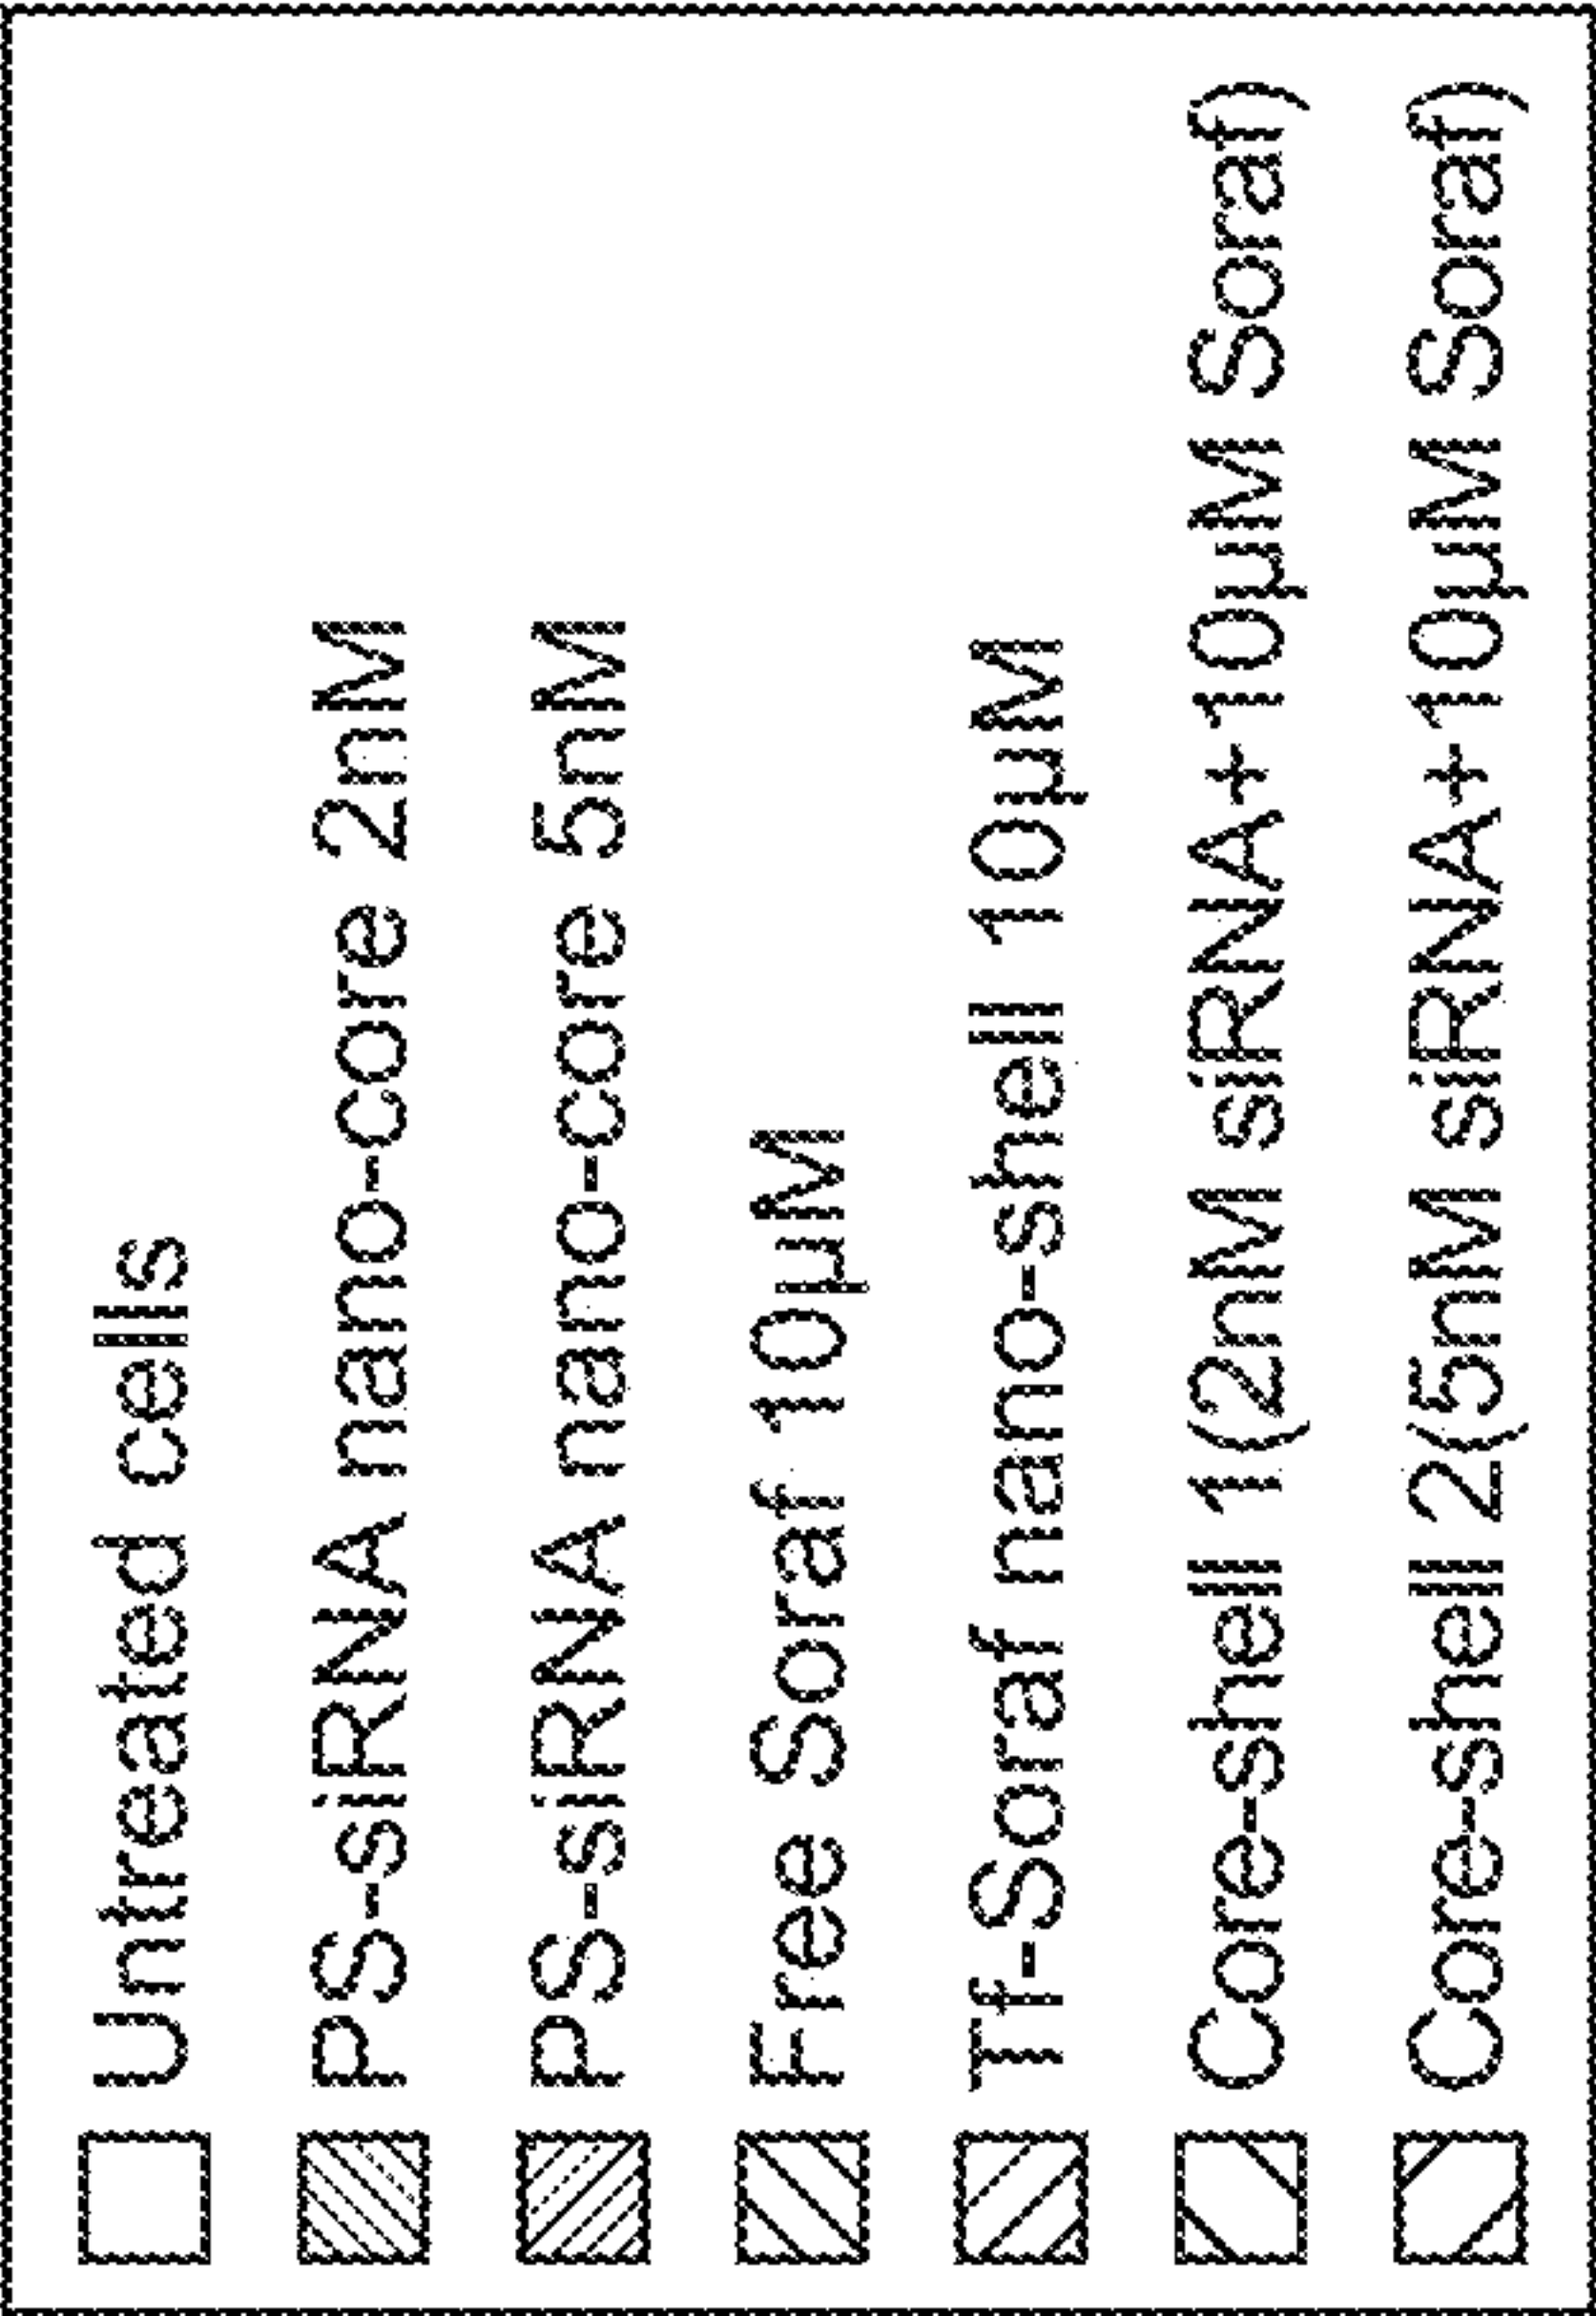 Untreated cells
PS-siRNA nano-core 2nM
PS-siRNA nano-core 5nM
Free Soraf 10μM
Tf-Soraf nano-shell 10μM
Core-shell 1(2nM siRNA+10μM Soraf)
Core-shell 2(5nM siRNA+10μM Soraf)